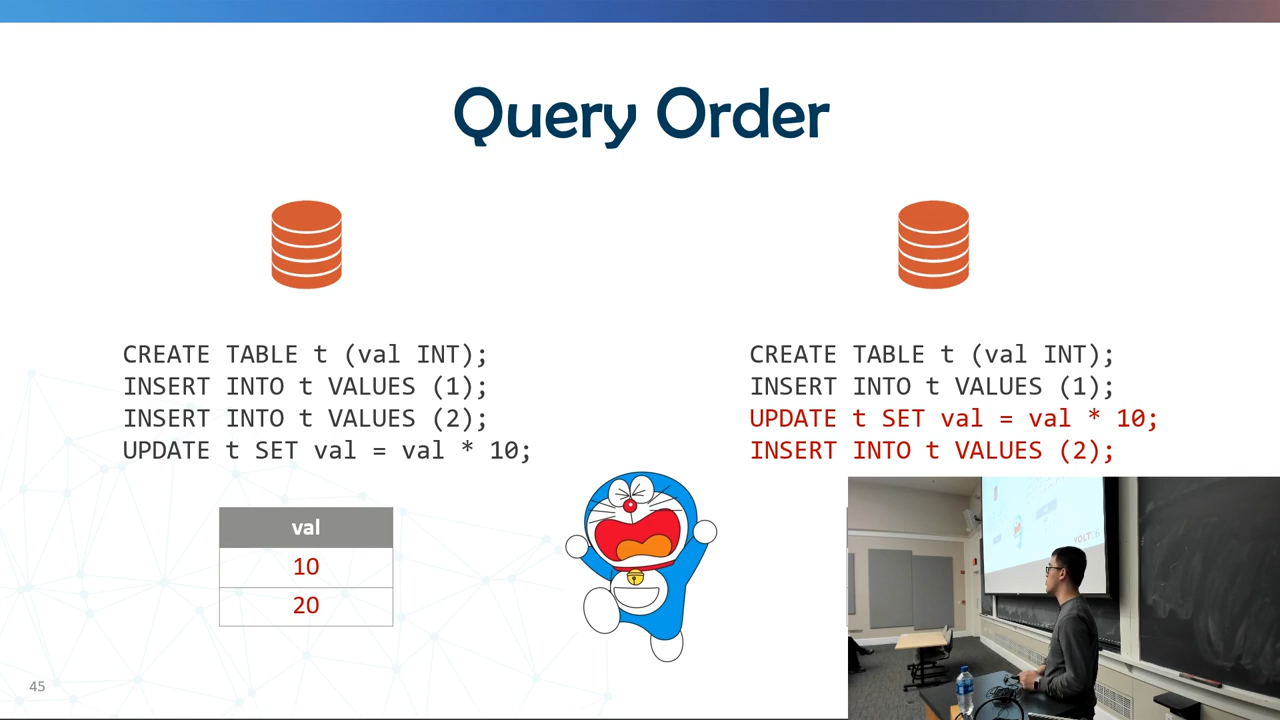 Query Order
CREATE TABLE t (val INT);
INSERT INTO t VALUES (1);
INSERT INTO t VALUES (2);
UPDATE t SET val = val * 10;
CREATE TABLE t (val INT);
INSERT INTO t VALUES (1);
UPDATE t SET val = val * 10;
INSERT INTO t VALUES (2);
val
10
20
VOLT
45